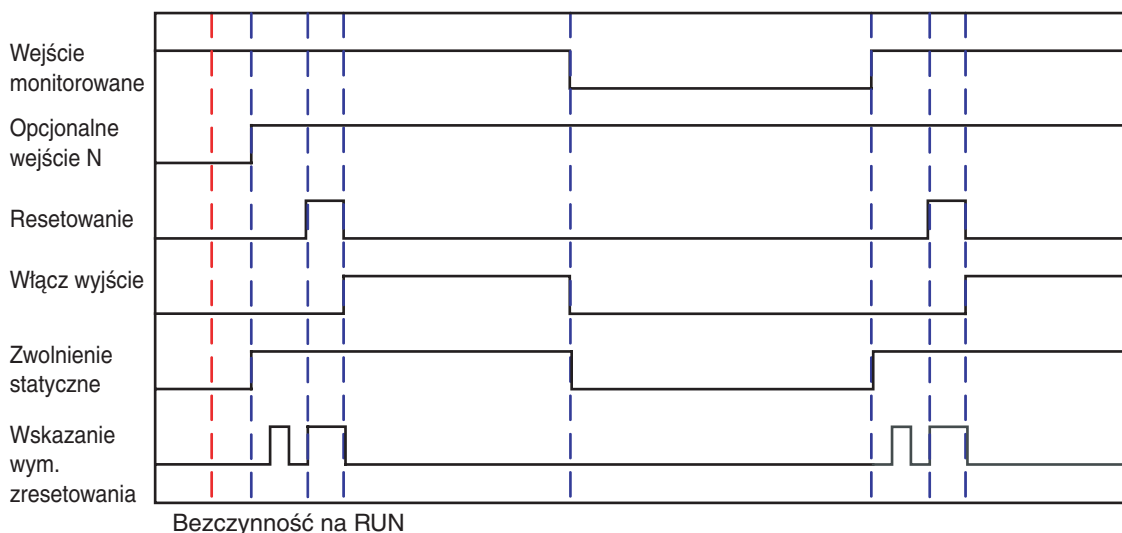 Wejście
monitorowane
Opcjonalne
wejście N
Resetowanie
Włącz wyjście
Zwolnienie
statyczne
Wskazanie
wym.
zresetowania
Bezczynność na RUN